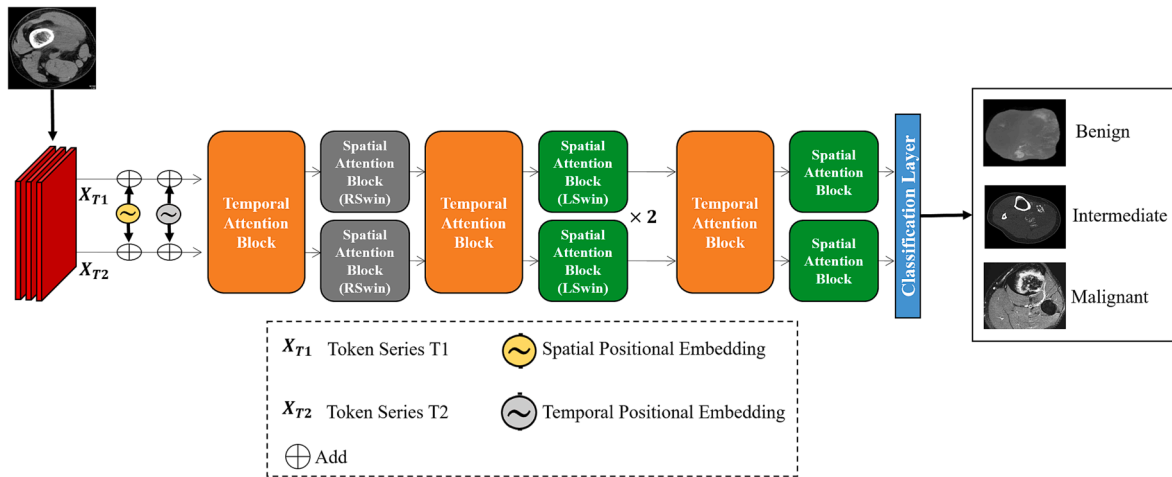 X_T1
X_T2
Temporal
Attention
Block
Spatial
Attention
Block
(RSwin)
Spatial
Attention
Block
(RSwin)
Temporal
Attention
Block
Spatial
Attention
Block
(LSwin)
Spatial
Attention
Block
(LSwin)
× 2
Temporal
Attention
Block
Spatial
Attention
Block
Spatial
Attention
Block
Classification Layer
Benign
Intermediate
Malignant
X_T1 Token Series T1
Spatial Positional Embedding
X_T2 Token Series T2
Temporal Positional Embedding
Add